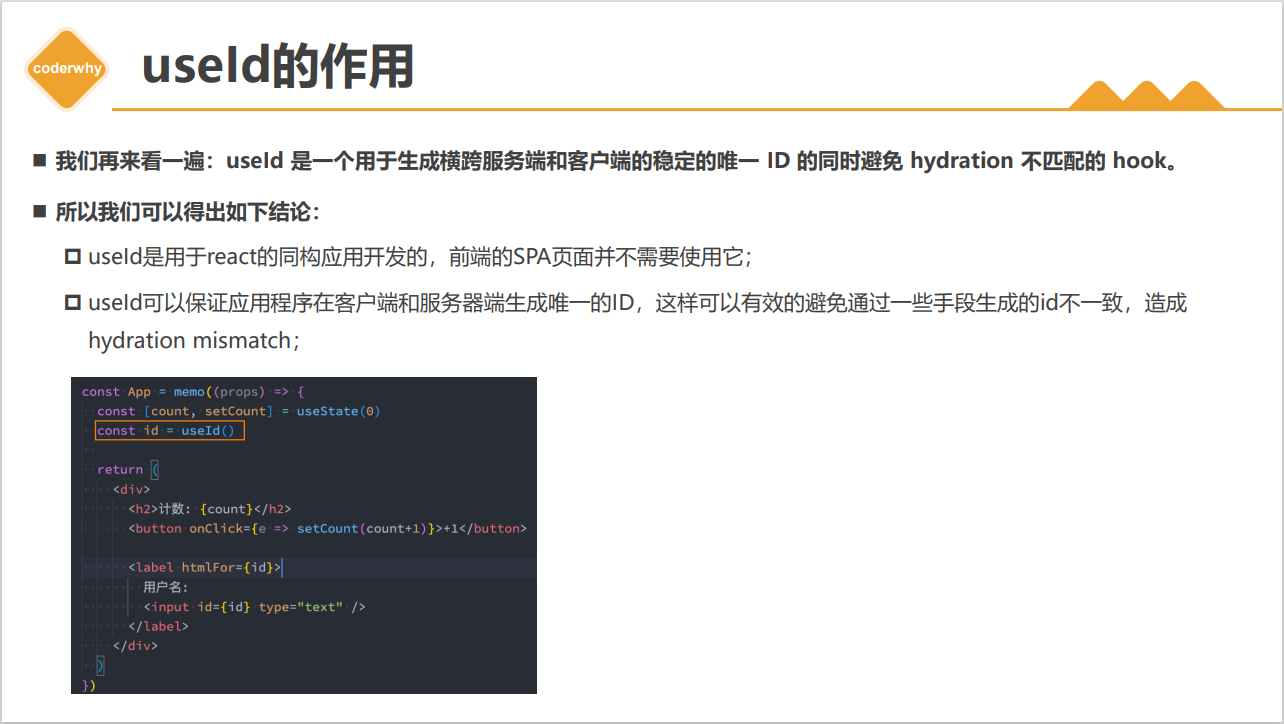 coderwhy
useId的作用
我们再来看一遍：useId 是一个用于生成横跨服务端和客户端的稳定的唯一 ID 的同时避免 hydration 不匹配的 hook。
所以我们可以得出如下结论：
useId是用于react的同构应用开发的，前端的SPA页面并不需要使用它；
useId可以保证应用程序在客户端和服务器端生成唯一的ID，这样可以有效的避免通过一些手段生成的id不一致，造成
hydration mismatch；
const App = memo((props) => {
  const [count, setCount] = useState(0)
  const id = useId()

  return (
    <div>
      <h2>计数: {count}</h2>
      <button onClick={e => setCount(count+1)}>+1</button>

      <label htmlFor={id}>
        用户名:
        <input id={id} type="text" />
      </label>
    </div>
  )
})